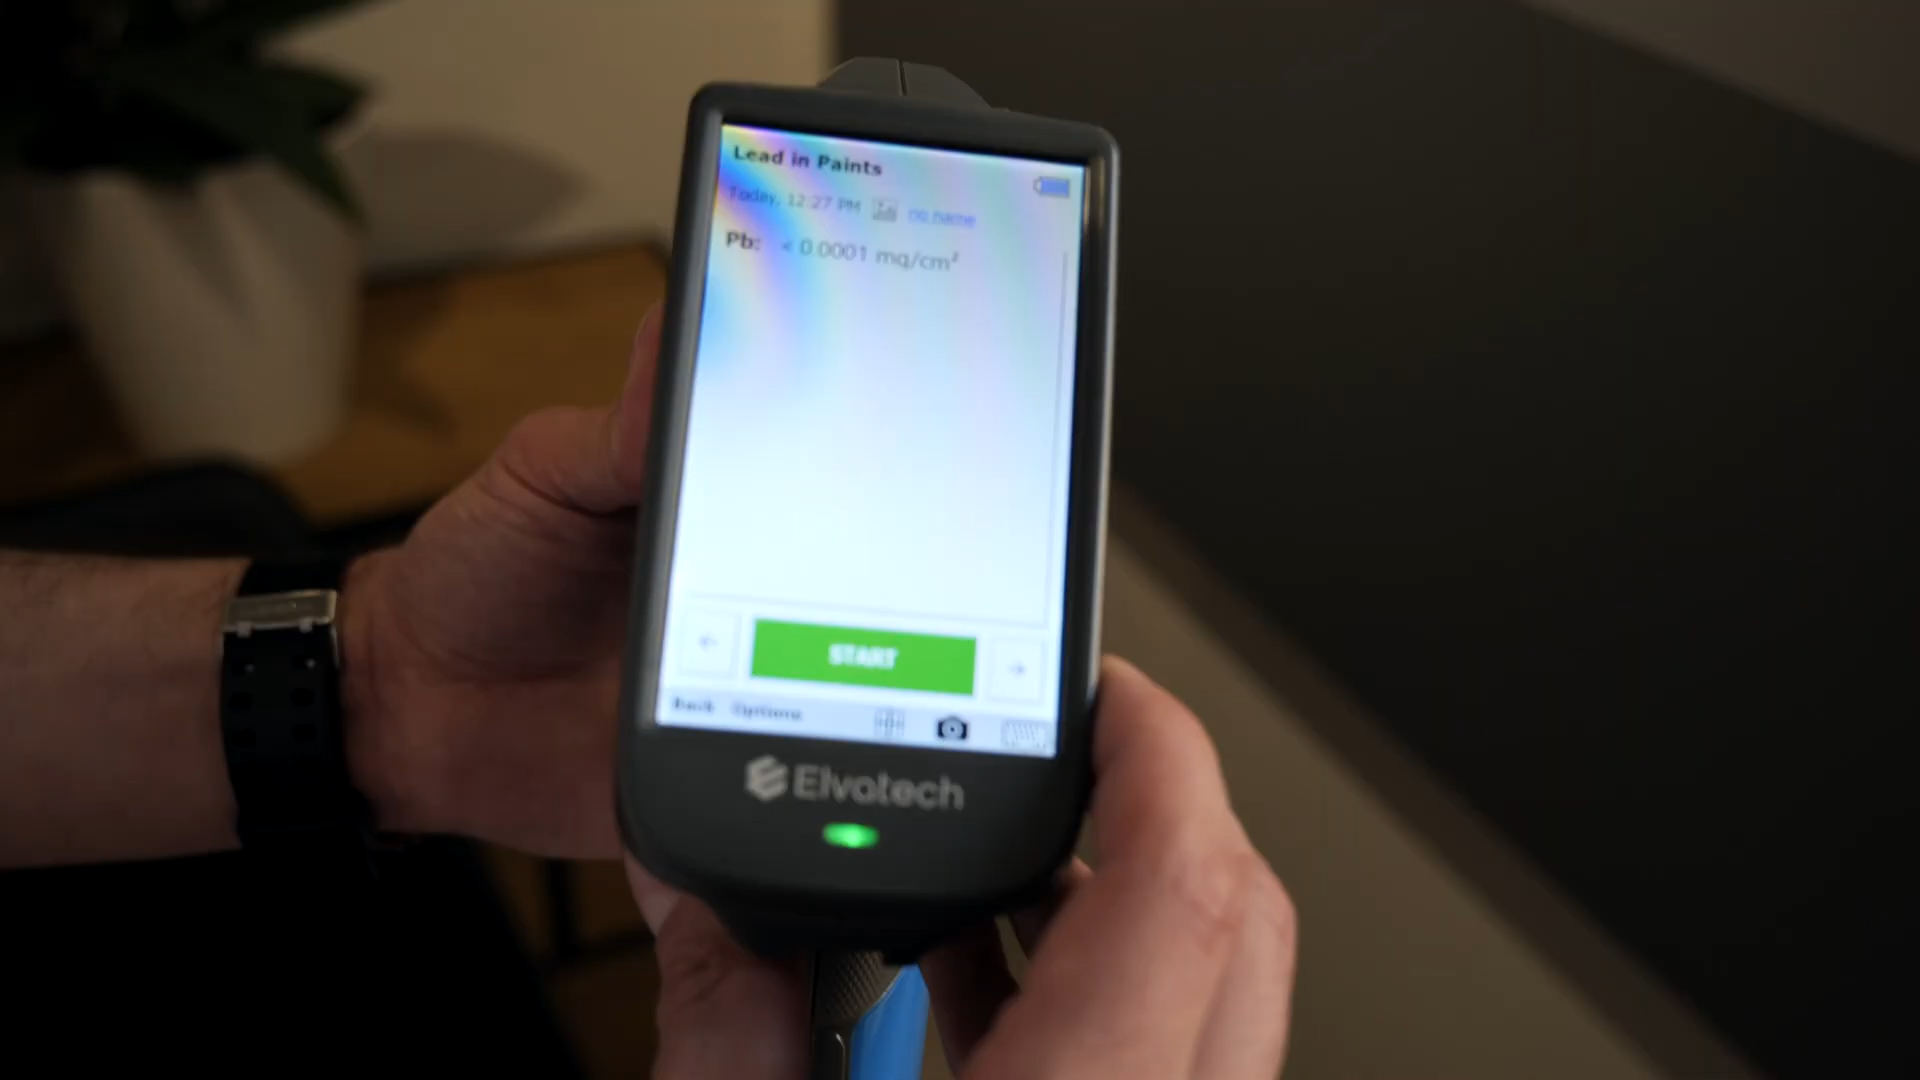 Lead in Paints
Today, 12:27 PM no name
Pb: < 0.0001 mg/cm²
START
Back Options
Elvatech